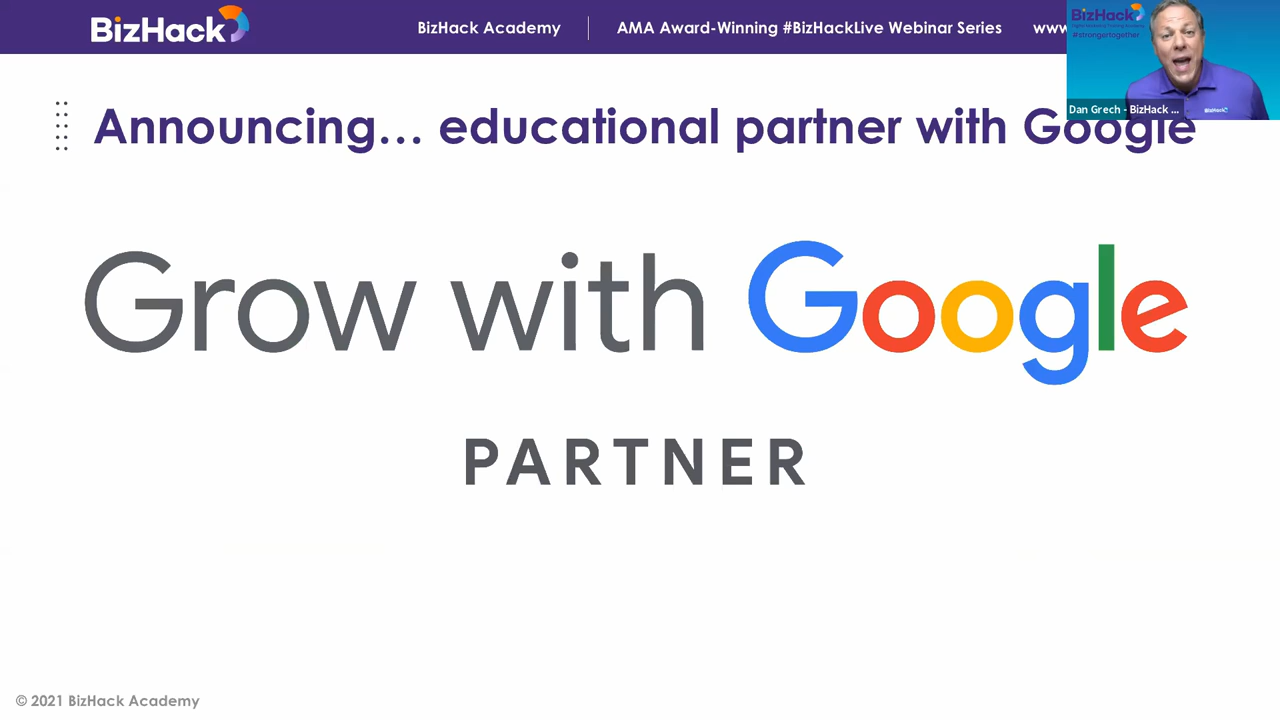 BizHack
BizHack Academy
AMA Award-Winning #BizHackLive Webinar Series
www
BizHack
#strongertogether
BizHack
Dan Grech - BizHack ...
Announcing... educational partner with Google
Grow with Google
PARTNER
© 2021 BizHack Academy